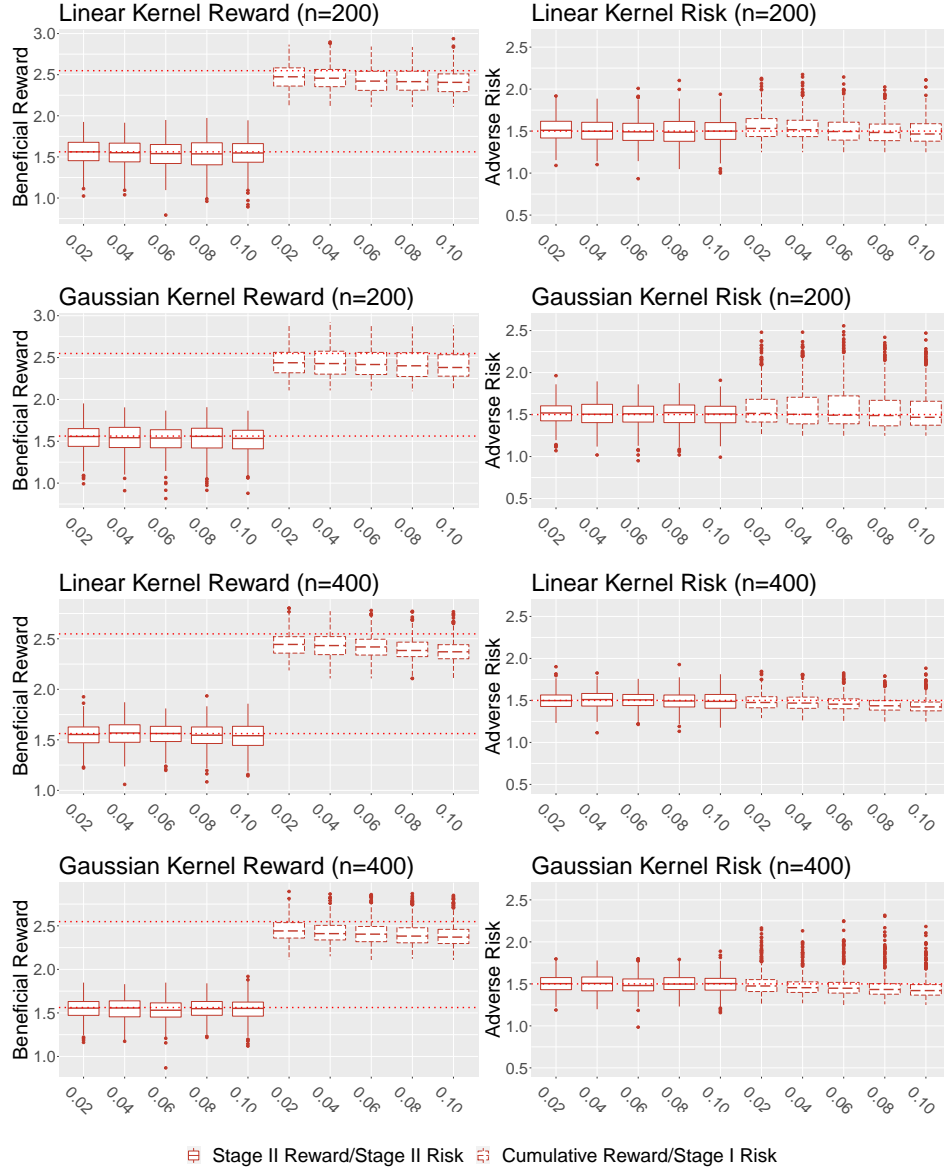 Linear Kernel Reward (n=200)
Beneficial Reward
3.0
2.5
2.0
1.5
1.0
0.02 0.04 0.06 0.08 0.10 0.02 0.04 0.06 0.08 0.10
Linear Kernel Risk (n=200)
Adverse Risk
2.5
2.0
1.5
1.0
0.5
0.02 0.04 0.06 0.08 0.10 0.02 0.04 0.06 0.08 0.10
Gaussian Kernel Reward (n=200)
Beneficial Reward
3.0
2.5
2.0
1.5
1.0
0.02 0.04 0.06 0.08 0.10 0.02 0.04 0.06 0.08 0.10
Gaussian Kernel Risk (n=200)
Adverse Risk
2.5
2.0
1.5
1.0
0.5
0.02 0.04 0.06 0.08 0.10 0.02 0.04 0.06 0.08 0.10
Linear Kernel Reward (n=400)
Beneficial Reward
2.5
2.0
1.5
1.0
0.02 0.04 0.06 0.08 0.10 0.02 0.04 0.06 0.08 0.10
Linear Kernel Risk (n=400)
Adverse Risk
2.5
2.0
1.5
1.0
0.5
0.02 0.04 0.06 0.08 0.10 0.02 0.04 0.06 0.08 0.10
Gaussian Kernel Reward (n=400)
Beneficial Reward
2.5
2.0
1.5
1.0
0.02 0.04 0.06 0.08 0.10 0.02 0.04 0.06 0.08 0.10
Gaussian Kernel Risk (n=400)
Adverse Risk
2.5
2.0
1.5
1.0
0.5
0.02 0.04 0.06 0.08 0.10 0.02 0.04 0.06 0.08 0.10
Stage II Reward/Stage II Risk Cumulative Reward/Stage I Risk